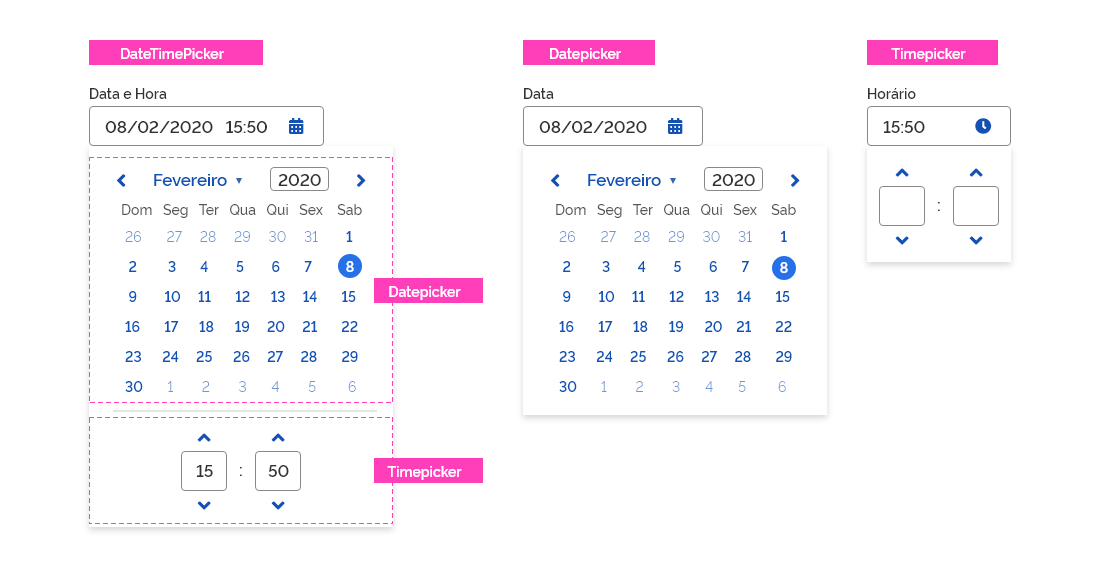 DateTimePicker
Data e Hora
08/02/2020 15:50
Fevereiro ▼ 2020
Dom Seg Ter Qua Qui Sex Sab
26 27 28 29 30 31 1
2 3 4 5 6 7 8
9 10 11 12 13 14 15
16 17 18 19 20 21 22
23 24 25 26 27 28 29
30 1 2 3 4 5 6
Datepicker
15 : 50
Timepicker
Datepicker
Data
08/02/2020
Fevereiro ▼ 2020
Dom Seg Ter Qua Qui Sex Sab
26 27 28 29 30 31 1
2 3 4 5 6 7 8
9 10 11 12 13 14 15
16 17 18 19 20 21 22
23 24 25 26 27 28 29
30 1 2 3 4 5 6
Timepicker
Horário
15:50
: